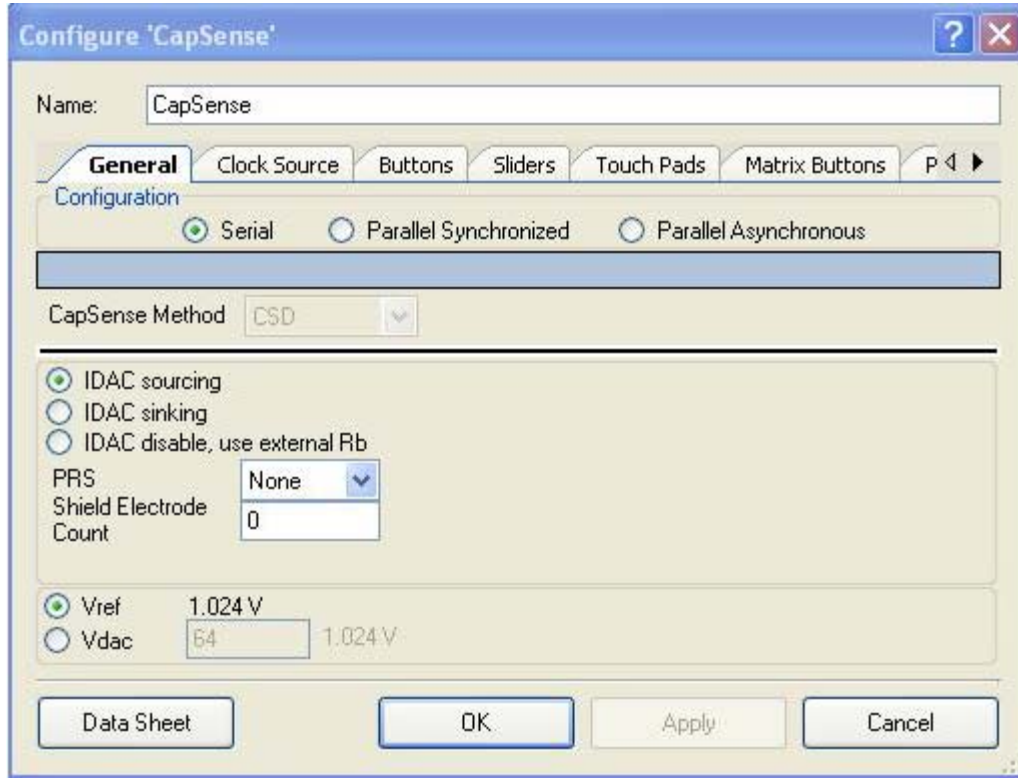 Configure 'CapSense'
Name: CapSense
General Clock Source Buttons Sliders Touch Pads Matrix Buttons P
Configuration
Serial Parallel Synchronized Parallel Asynchronous
CapSense Method CSD
IDAC sourcing
IDAC sinking
IDAC disable, use external Rb
PRS None
Shield Electrode
Count 0
Vref 1.024 V
Vdac 64 1.024 V
Data Sheet OK Apply Cancel